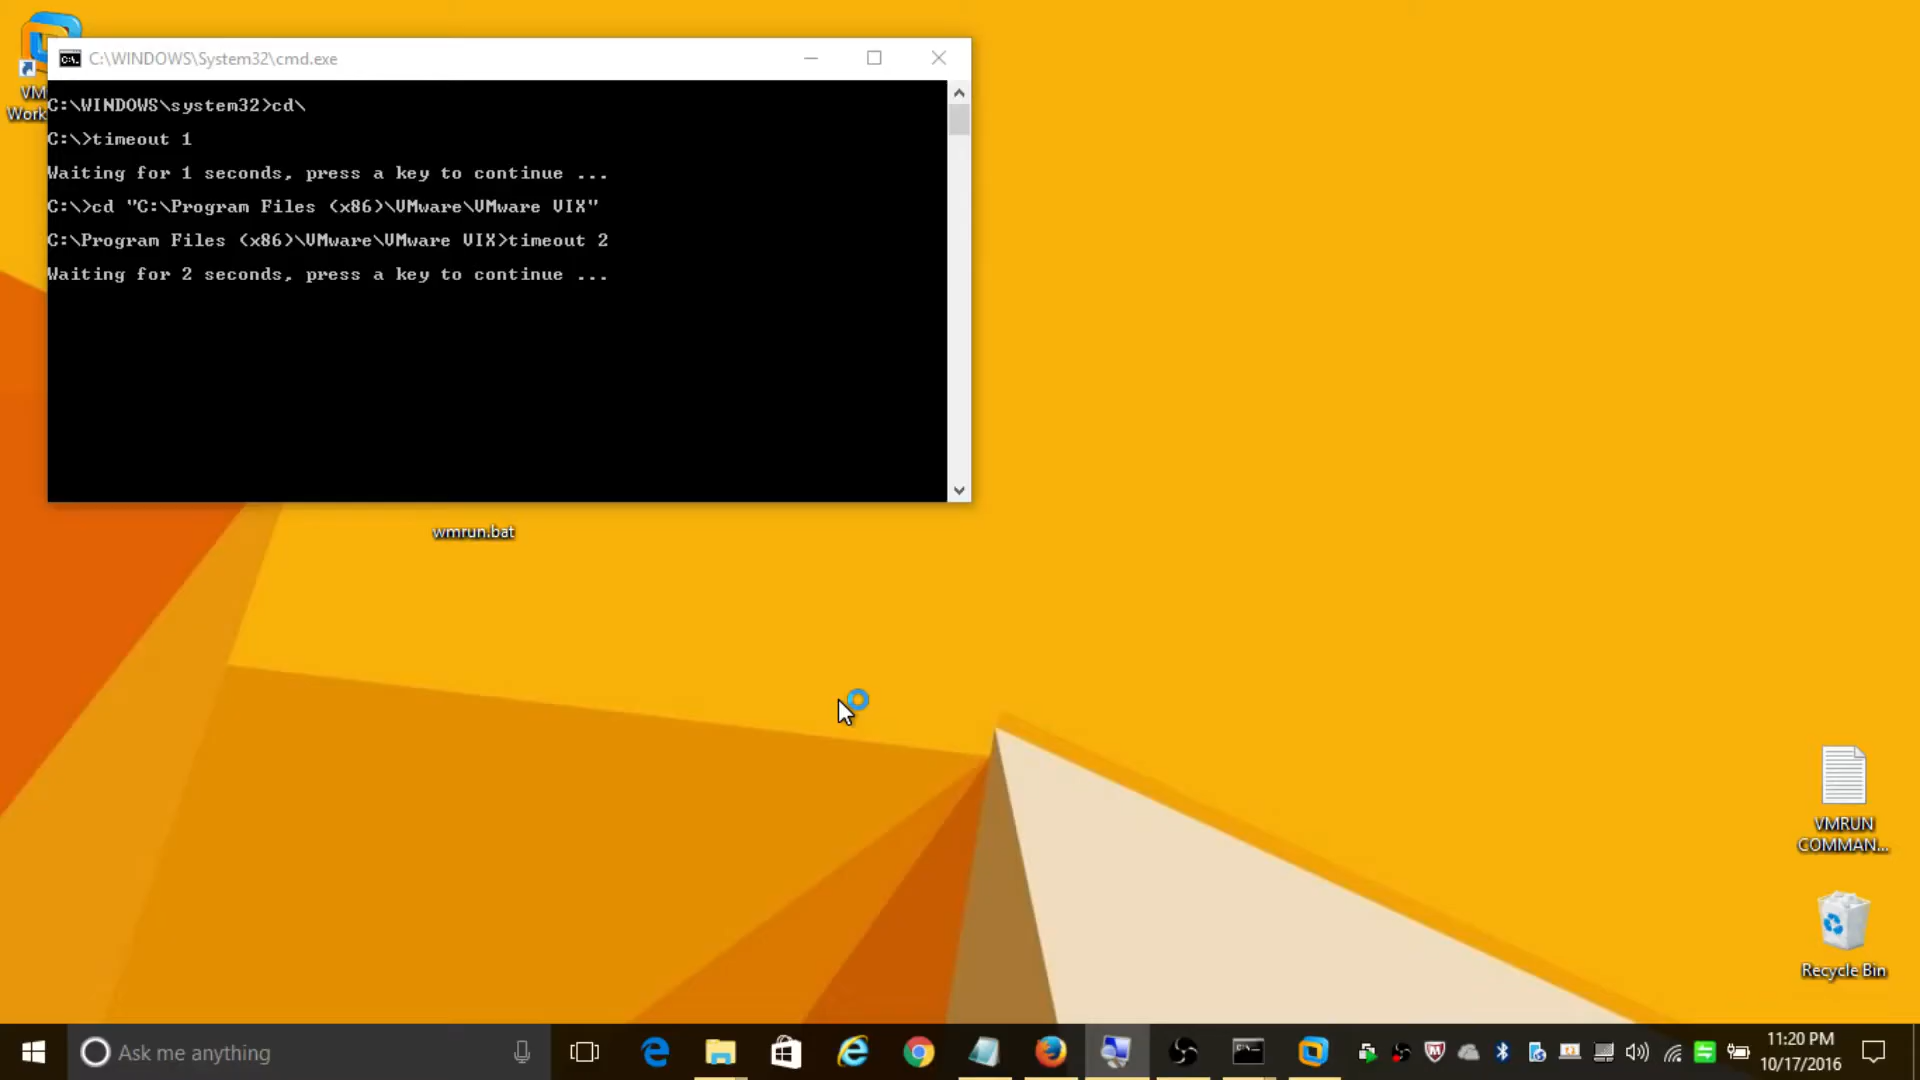 C:\WINDOWS\System32\cmd.exe
C:\WINDOWS\system32>cd\
C:\>timeout 1
Waiting for 1 seconds, press a key to continue ...
C:\>cd "C:\Program Files (x86)\VMware\VMware VIX"
C:\Program Files (x86)\VMware\VMware VIX>timeout 2
Waiting for 2 seconds, press a key to continue ...
VM
Work
wmrun.bat
VMRUN
COMMAN...
Recycle Bin
Ask me anything
11:20 PM
10/17/2016